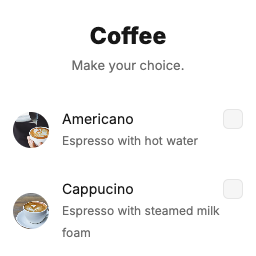 Coffee
Make your choice.
Americano
Espresso with hot water
Cappucino
Espresso with steamed milk
foam